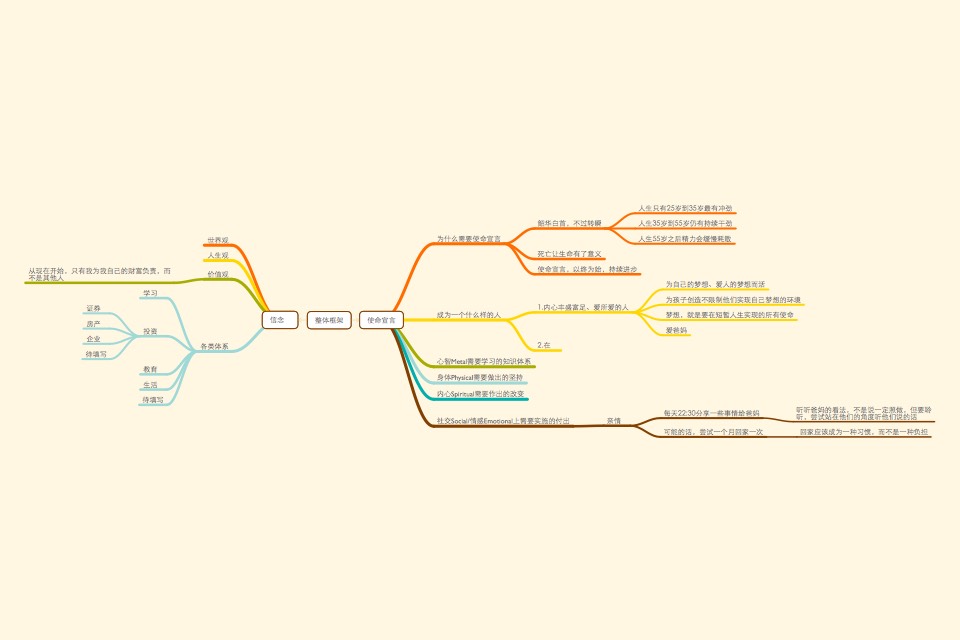 整体框架
使命宣言
为什么需要使命宣言
韶华白首，不过转瞬
人生只有25岁到35岁最有冲劲
人生35岁到55岁仍有持续干劲
人生55岁之后精力会缓慢耗散
死亡让生命有了意义
使命宣言，以终为始，持续进步
成为一个什么样的人
1.内心丰盛富足、爱所爱的人
为自己的梦想、爱人的梦想而活
为孩子创造不限制他们实现自己梦想的环境
梦想，就是要在短暂人生实现的所有使命
爱爸妈
2.在
心智Metal需要学习的知识体系
身体Physical需要做出的坚持
内心Spiritual需要作出的改变
社交Social/情感Emotional上需要实施的付出
亲情
每天22:30分享一些事情给爸妈
听听爸妈的看法，不是说一定照做，但要聆
听，尝试站在他们的角度听他们说的话
可能的话，尝试一个月回家一次
回家应该成为一种习惯，而不是一种负担
信念
世界观
人生观
价值观
从现在开始，只有我为我自己的财富负责，而
不是其他人
各类体系
学习
投资
证券
房产
企业
待填写
教育
生活
待填写